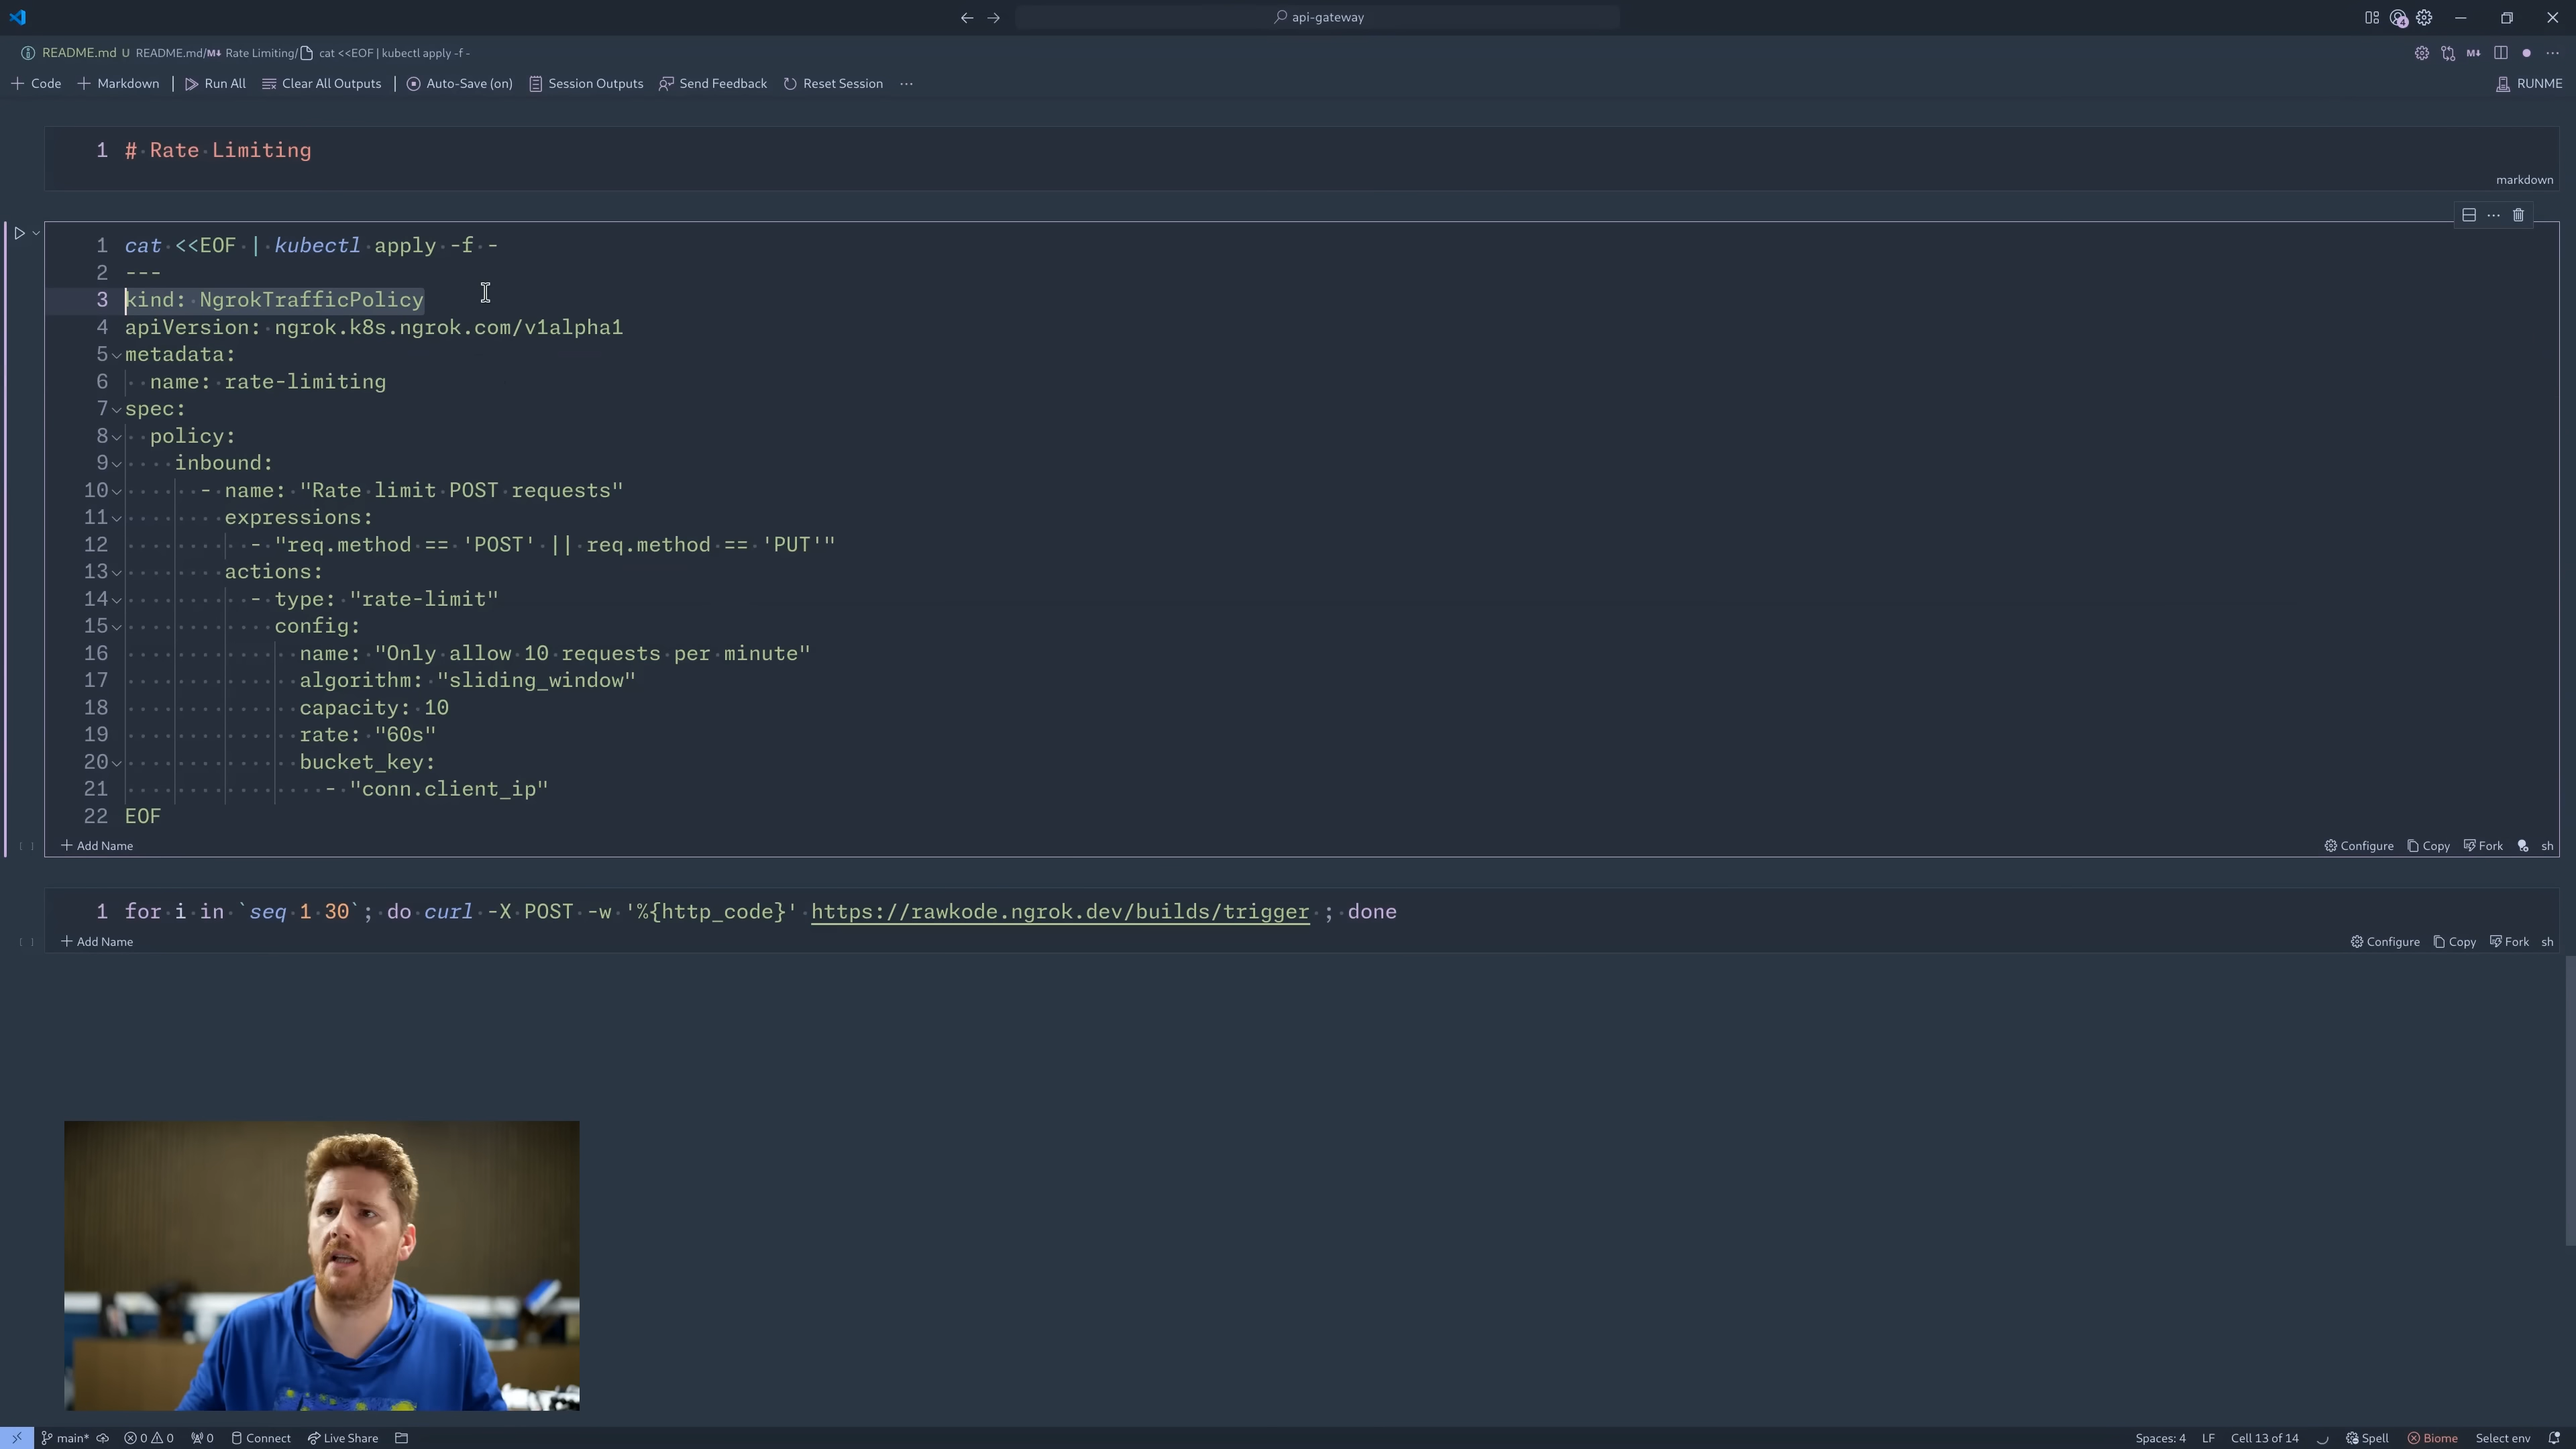 api-gateway
README.md U README.md/M↓ Rate Limiting/ cat <<EOF | kubectl apply -f -
Code Markdown Run All Clear All Outputs Auto-Save (on) Session Outputs Send Feedback Reset Session ... RUNME
1 # Rate Limiting
markdown
1 cat <<EOF | kubectl apply -f -
2 ---
3 kind: NgrokTrafficPolicy
4 apiVersion: ngrok.k8s.ngrok.com/v1alpha1
5 metadata:
6 name: rate-limiting
7 spec:
8 policy:
9 inbound:
10 - name: "Rate limit POST requests"
11 expressions:
12 - "req.method == 'POST' || req.method == 'PUT'"
13 actions:
14 - type: "rate-limit"
15 config:
16 name: "Only allow 10 requests per minute"
17 algorithm: "sliding_window"
18 capacity: 10
19 rate: "60s"
20 bucket_key:
21 - "conn.client_ip"
22 EOF
[ ] Add Name Configure Copy Fork sh
1 for i in `seq 1 30`; do curl -X POST -w '%{http_code}' https://rawkode.ngrok.dev/builds/trigger ; done
[ ] Add Name Configure Copy Fork sh
main* 0 0 0 Connect Live Share Spaces: 4 LF Cell 13 of 14 Spell Biome Select env